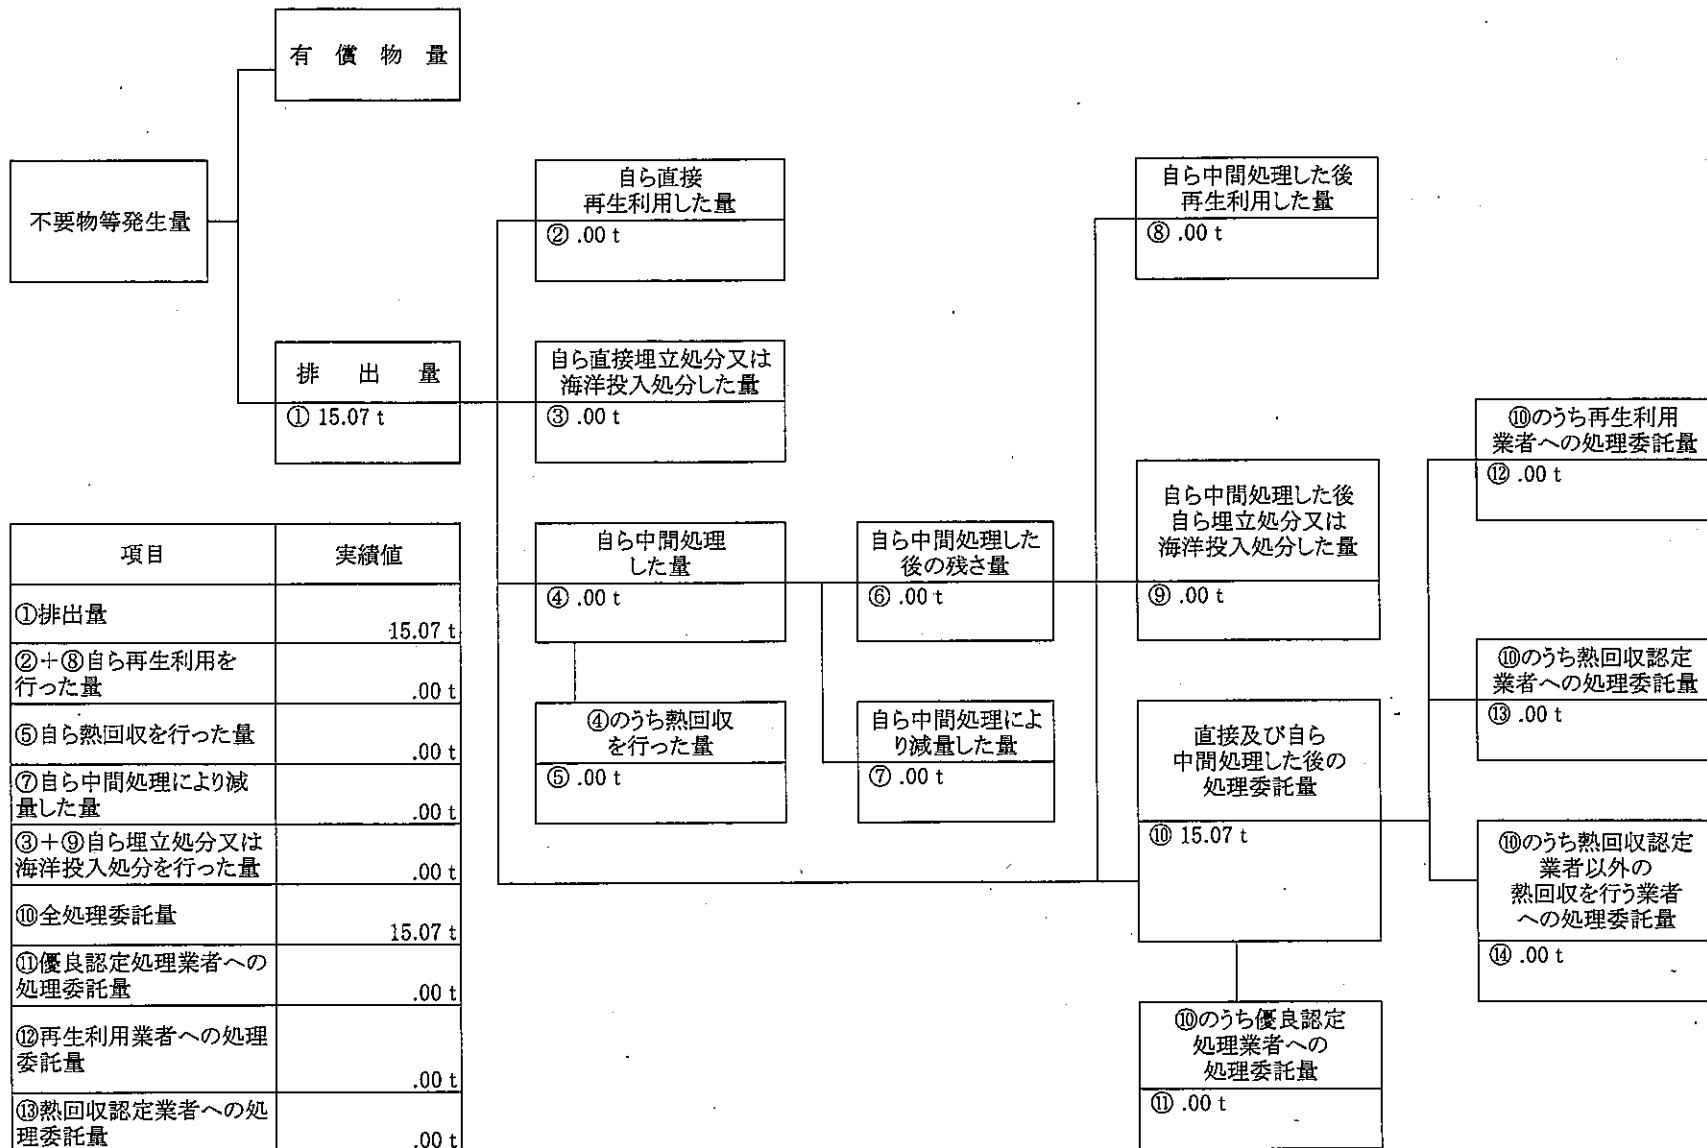 有 償 物 量
不要物等発生量
排 出 量
① 15.07 t
自ら直接
再生利用した量
② .00 t
自ら直接埋立処分又は
海洋投入処分した量
③ .00 t
自ら中間処理
した量
④ .00 t
④のうち熱回収
を行った量
⑤ .00 t
自ら中間処理した
後の残さ量
⑥ .00 t
自ら中間処理によ
り減量した量
⑦ .00 t
自ら中間処理した後
再生利用した量
⑧ .00 t
自ら中間処理した後
自ら埋立処分又は
海洋投入処分した量
⑨ .00 t
直接及び自ら
中間処理した後の
処理委託量
⑩ 15.07 t
⑩のうち優良認定
処理業者への
処理委託量
⑪ .00 t
⑩のうち再生利用
業者への処理委託量
⑫ .00 t
⑩のうち熱回収認定
業者への処理委託量
⑬ .00 t
⑩のうち熱回収認定
業者以外の
熱回収を行う業者
への処理委託量
⑭ .00 t
項目 実績値
①排出量
15.07 t
②+⑧自ら再生利用を
行った量 .00 t
⑤自ら熱回収を行った量
.00 t
⑦自ら中間処理により減
量した量 .00 t
③+⑨自ら埋立処分又は
海洋投入処分を行った量 .00 t
⑩全処理委託量
15.07 t
⑪優良認定処理業者への
処理委託量 .00 t
⑫再生利用業者への処理
委託量
.00 t
⑬熱回収認定業者への処
理委託量 .00 t